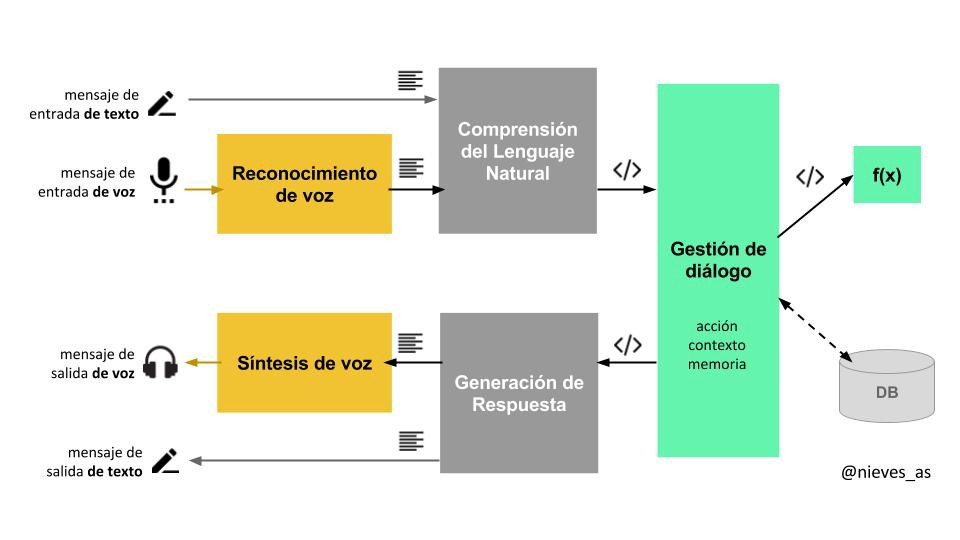 mensaje de
entrada de texto
Comprensión
del Lenguaje
Natural
mensaje de
entrada de voz
Reconocimiento
de voz
</>
</>
f(x)
Gestión de
diálogo
acción
contexto
memoria
mensaje de
salida de voz
Síntesis de voz
Generación de
Respuesta
</>
DB
mensaje de
salida de texto
@nieves_as